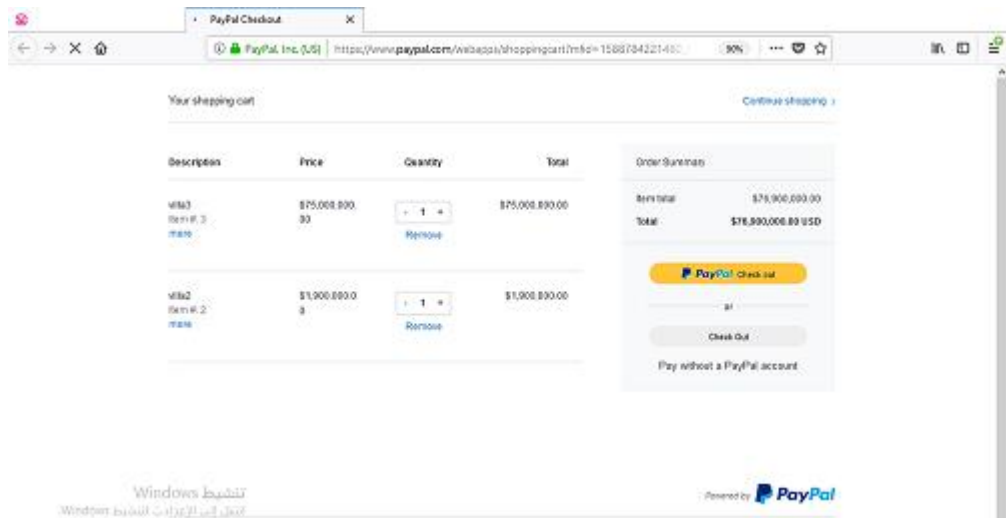 PayPal Checkout
PayPal, Inc. (US) https://www.paypal.com/webapps/shoppingcart?mfid=
90%
Your shopping cart
Continue shopping
Description Price Quantity Total
villa3 $75,000,000. - 1 + $75,000,000.00
Item #: 3 00
more Remove
villa2 $1,900,000.0 - 1 + $1,900,000.00
Item #: 2 0
more Remove
Order Summary
Item total $76,900,000.00
Total $76,900,000.00 USD
PayPal Check out
or
Check Out
Pay without a PayPal account
تنشيط Windows
انتقل إلى الإعدادات لتنشيط Windows.
Powered by PayPal